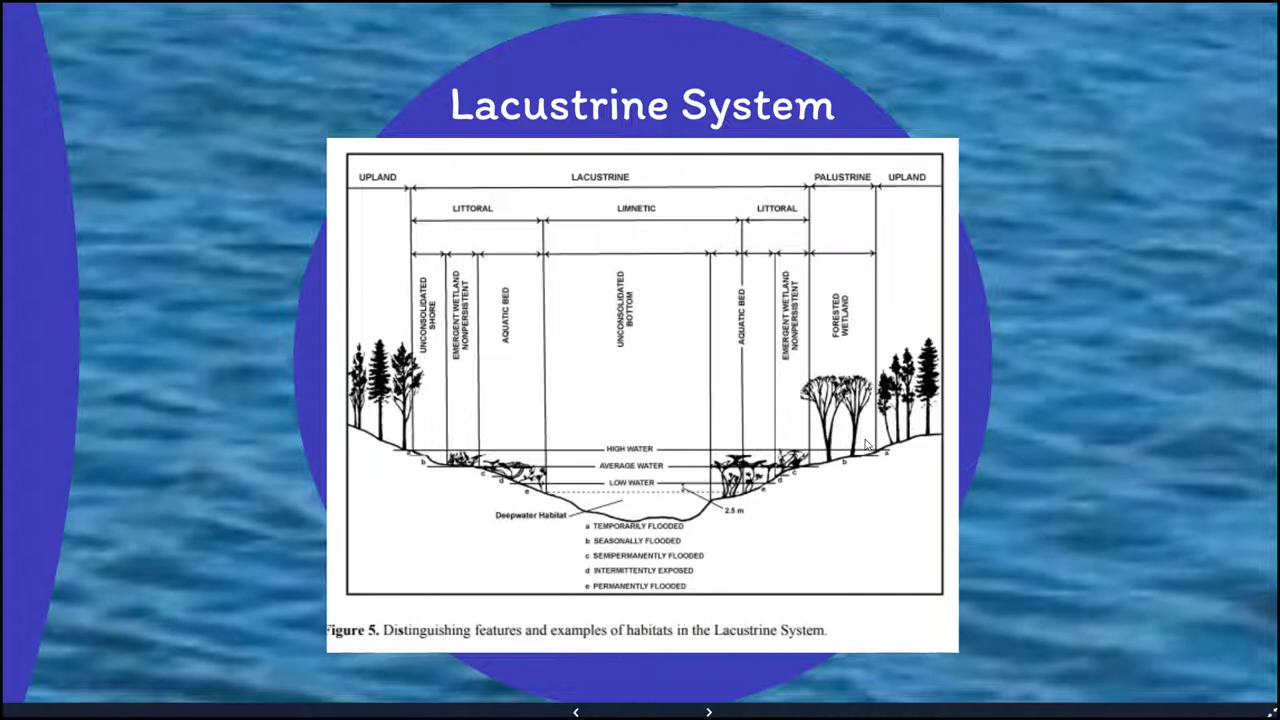 Lacustrine System
UPLAND LACUSTRINE PALUSTRINE UPLAND
LITTORAL LIMNETIC LITTORAL
UNCONSOLIDATED
SHORE
EMERGENT WETLAND
NONPERSISTENT
AQUATIC BED
UNCONSOLIDATED
BOTTOM
AQUATIC BED
EMERGENT WETLAND
NONPERSISTENT
FORESTED
WETLAND
HIGH WATER
AVERAGE WATER
LOW WATER
a
b
c
d
e
e
d
c
b
a
Deepwater Habitat
2.5 m
a TEMPORARILY FLOODED
b SEASONALLY FLOODED
c SEMIPERMANENTLY FLOODED
d INTERMITTENTLY EXPOSED
e PERMANENTLY FLOODED
Figure 5. Distinguishing features and examples of habitats in the Lacustrine System.